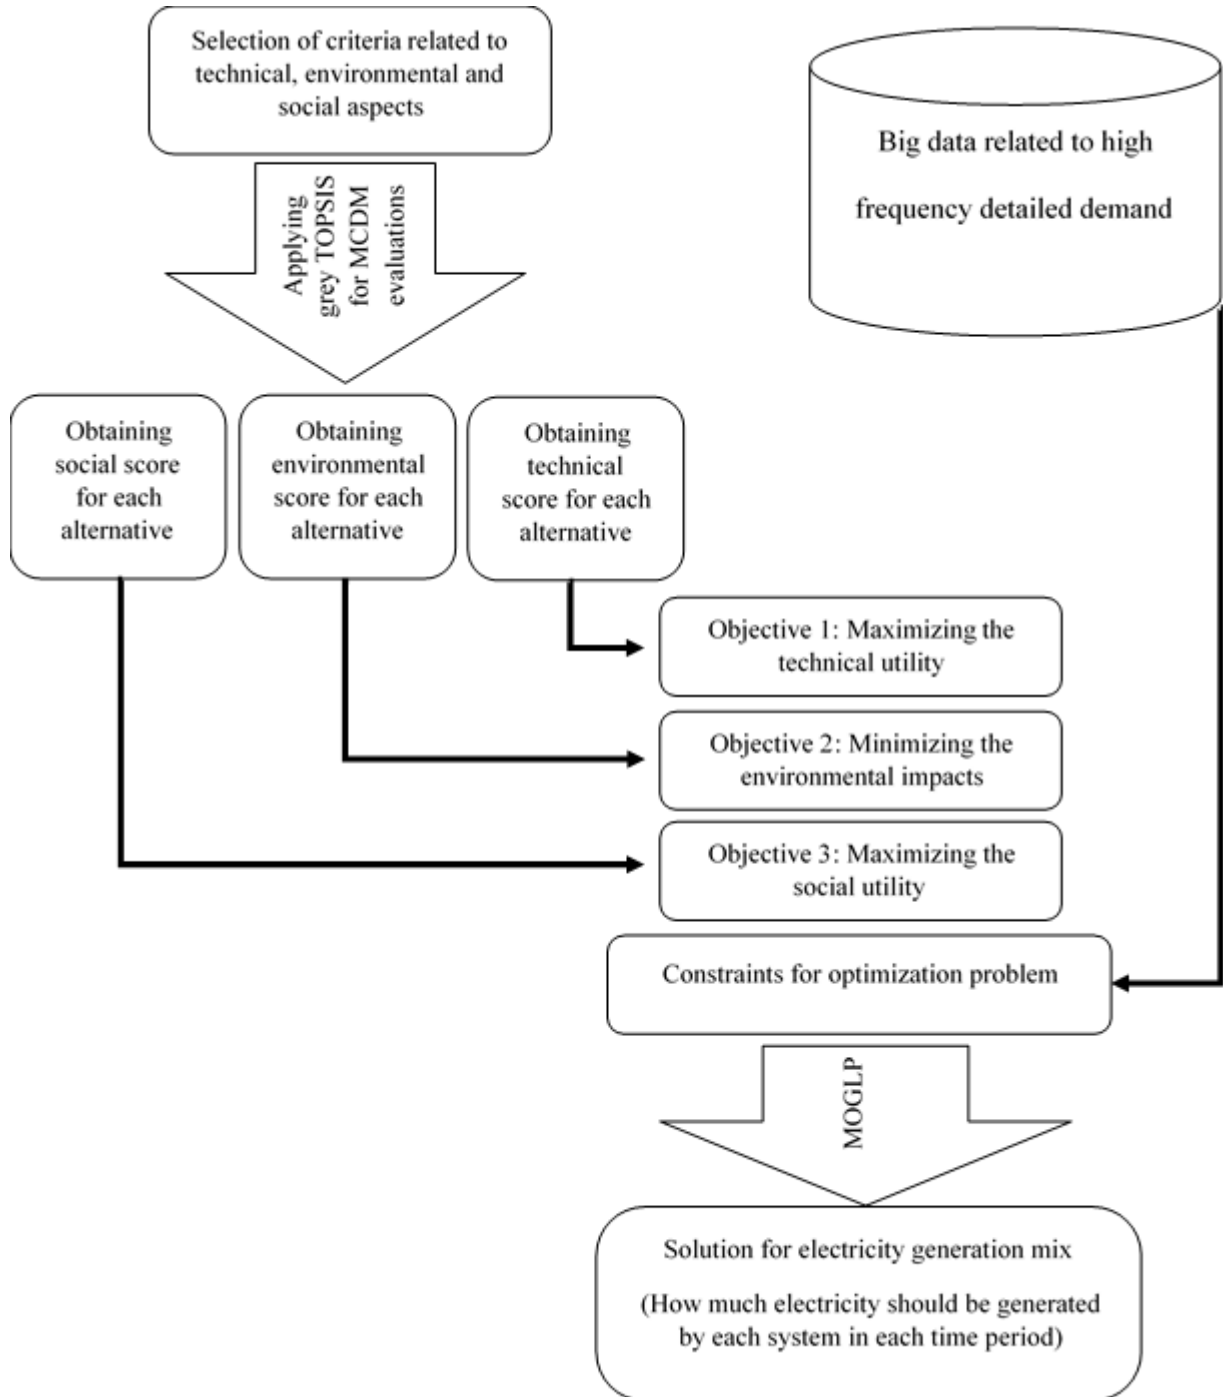 Selection of criteria related to
technical, environmental and
social aspects
Big data related to high
frequency detailed demand
Applying
grey TOPSIS
for MCDM
evaluations
Obtaining
social score
for each
alternative
Obtaining
environmental
score for each
alternative
Obtaining
technical
score for each
alternative
Objective 1: Maximizing the
technical utility
Objective 2: Minimizing the
environmental impacts
Objective 3: Maximizing the
social utility
Constraints for optimization problem
MOGLP
Solution for electricity generation mix
(How much electricity should be generated
by each system in each time period)